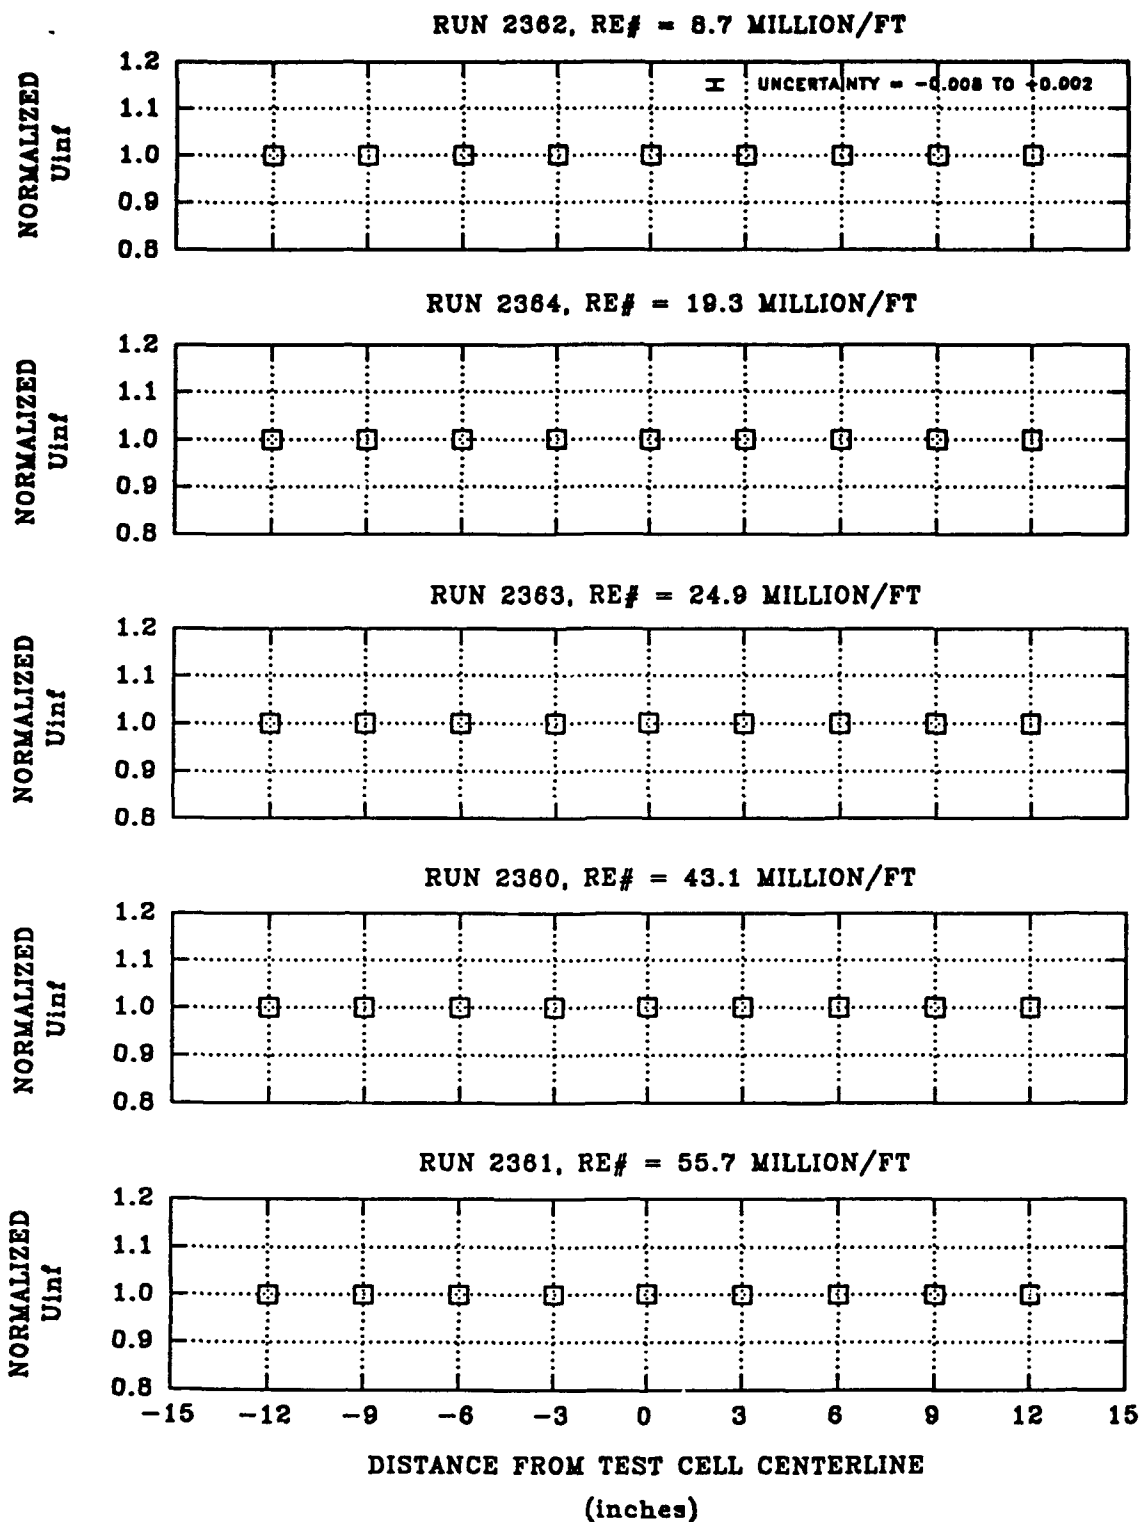 RUN 2362, RE# = 8.7 MILLION/FT
NORMALIZED
Uinf
1.2
1.1
1.0
0.9
0.8
UNCERTAINTY = -0.008 TO +0.002
RUN 2364, RE# = 19.3 MILLION/FT
NORMALIZED
Uinf
1.2
1.1
1.0
0.9
0.8
RUN 2363, RE# = 24.9 MILLION/FT
NORMALIZED
Uinf
1.2
1.1
1.0
0.9
0.8
RUN 2360, RE# = 43.1 MILLION/FT
NORMALIZED
Uinf
1.2
1.1
1.0
0.9
0.8
RUN 2361, RE# = 55.7 MILLION/FT
NORMALIZED
Uinf
1.2
1.1
1.0
0.9
0.8
-15 -12 -9 -6 -3 0 3 6 9 12 15
DISTANCE FROM TEST CELL CENTERLINE
(inches)